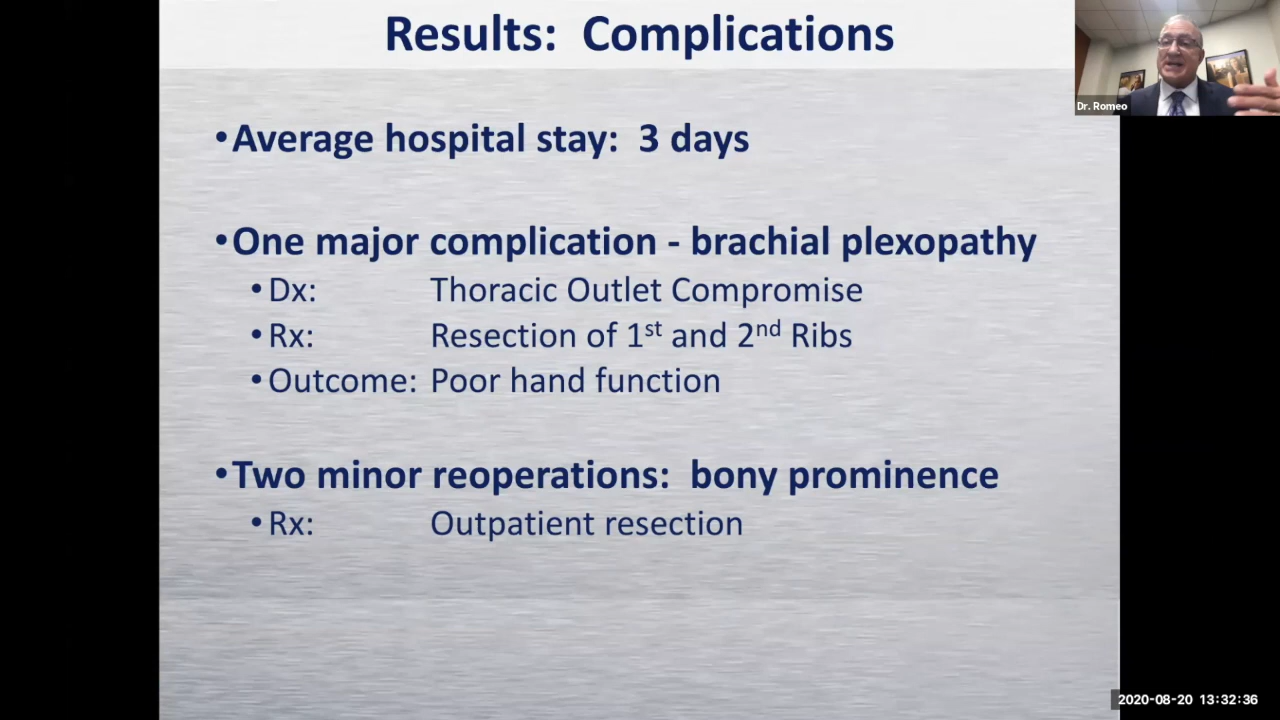 Results: Complications
Dr. Romeo
•Average hospital stay: 3 days
•One major complication - brachial plexopathy
•Dx: Thoracic Outlet Compromise
•Rx: Resection of 1st and 2nd Ribs
•Outcome: Poor hand function
•Two minor reoperations: bony prominence
•Rx: Outpatient resection
2020-08-20 13:32:36